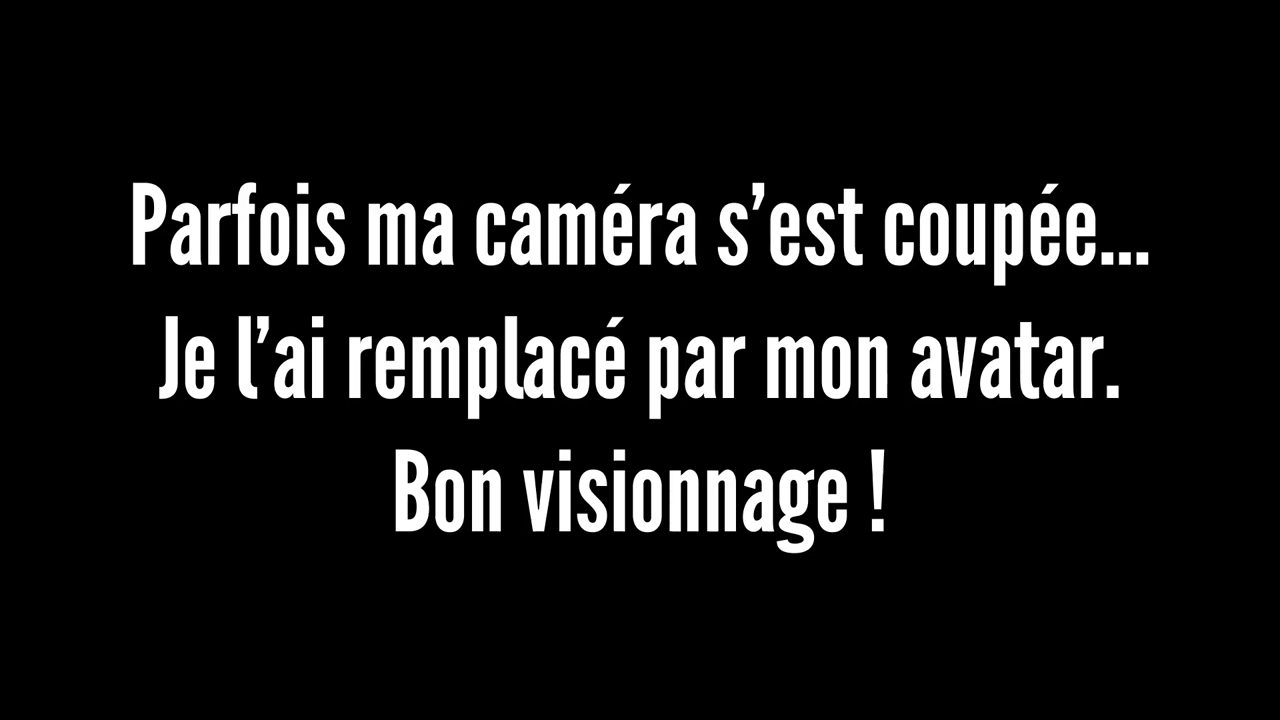 Parfois ma caméra s’est coupée...
Je l’ai remplacé par mon avatar.
Bon visionnage !